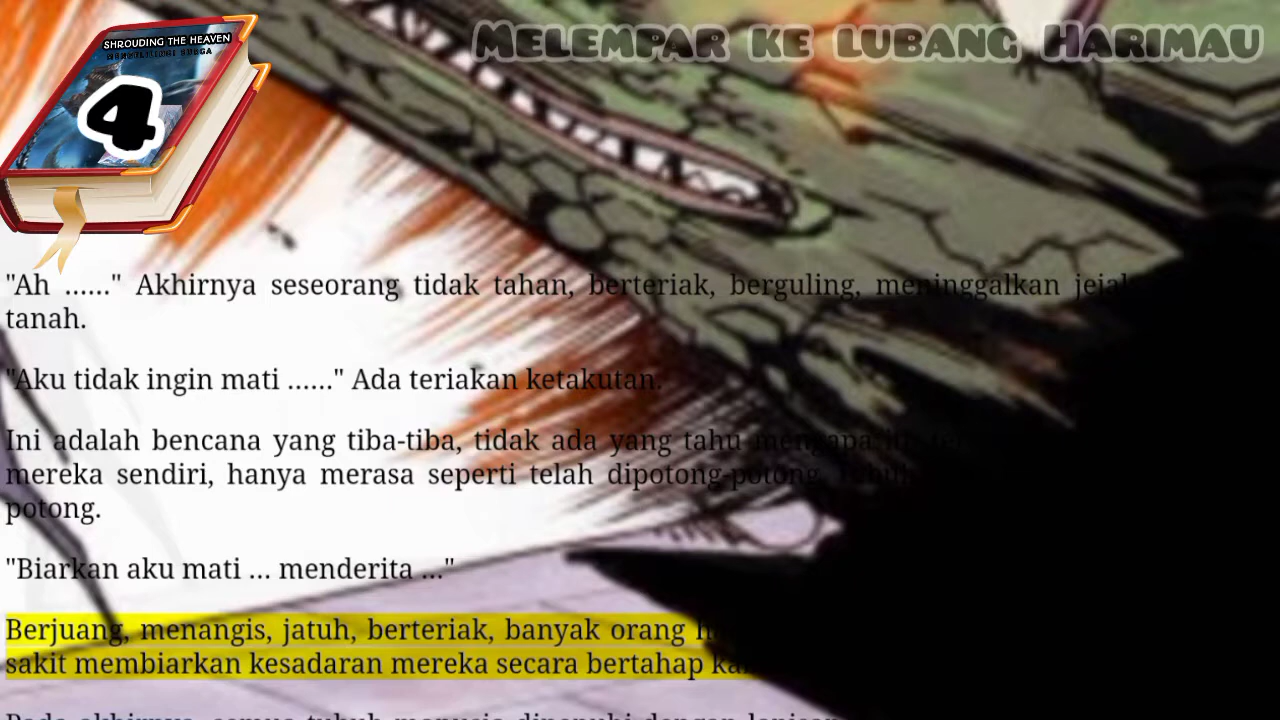 SHROUDING THE HEAVEN
4
Melempar ke lubang Harimau
"Ah ......" Akhirnya seseorang tidak tahan, berteriak, berguling, meninggalkan jejak
tanah.
"Aku tidak ingin mati ......" Ada teriakan ketakutan.
Ini adalah bencana yang tiba-tiba, tidak ada yang tahu mengapa
mereka sendiri, hanya merasa seperti telah dipotong-potong,
potong.
"Biarkan aku mati ... menderita ..."
Berjuang, menangis, jatuh, berteriak, banyak orang
sakit membiarkan kesadaran mereka secara bertahap